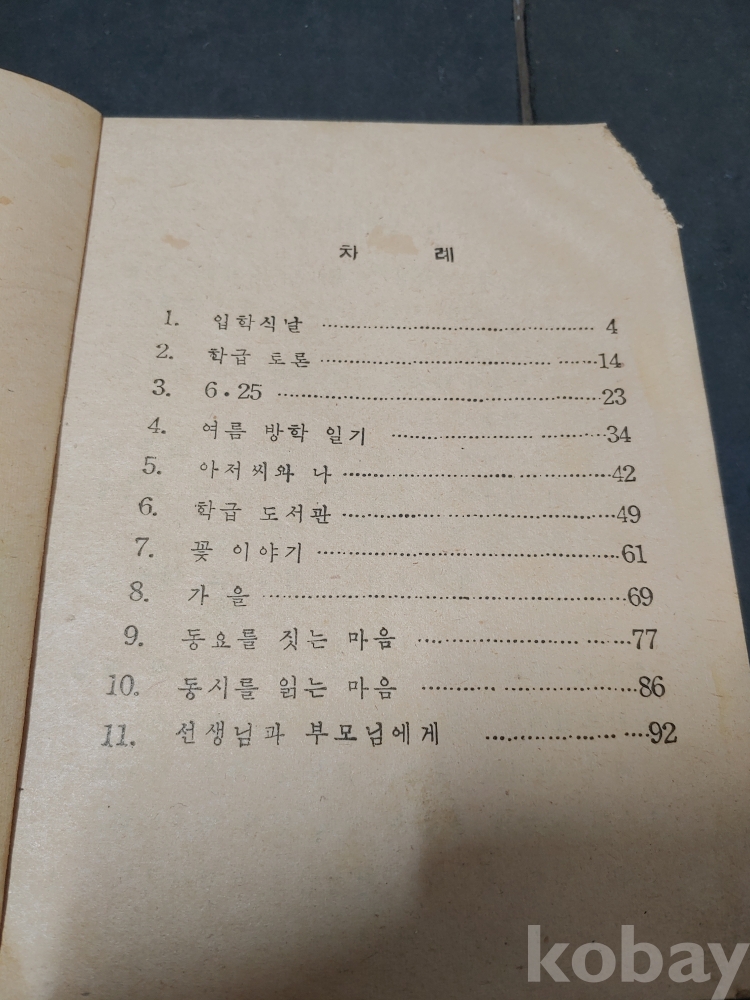 차 례
1. 입학식날 ................ 4
2. 학급 토론 ................ 14
3. 6·25 ................ 23
4. 여름 방학 일기 ................ 34
5. 아저씨와 나 ................ 42
6. 학급 도서관 ................ 49
7. 꽃 이야기 ................ 61
8. 가 을 ................ 69
9. 동요를 짓는 마음 ................ 77
10. 동시를 읽는 마음 ................ 86
11. 선생님과 부모님에게 ................ 92
kobay